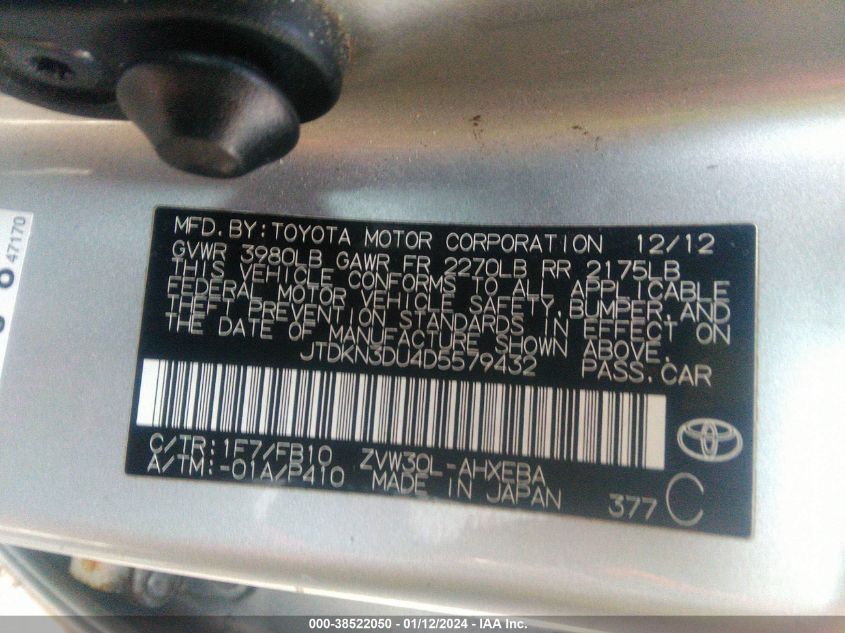 MFD. BY: TOYOTA MOTOR CORPORATION 12/12
GVWR 3980LB GAWR FR 2270LB RR 2175LB
THIS VEHICLE CONFORMS TO ALL APPLICABLE
FEDERAL MOTOR VEHICLE SAFETY, BUMPER, AND
THEFT PREVENTION STANDARDS IN EFFECT ON
THE DATE OF MANUFACTURE SHOWN ABOVE.
JTDKN3DU4D5579432 PASS. CAR
C/TR: 1F7/FB10 ZVW30L-AHXEBA
A/TM: -01A/P410 MADE IN JAPAN
377 C
47170
000-38522050 - 01/12/2024 - IAA Inc.